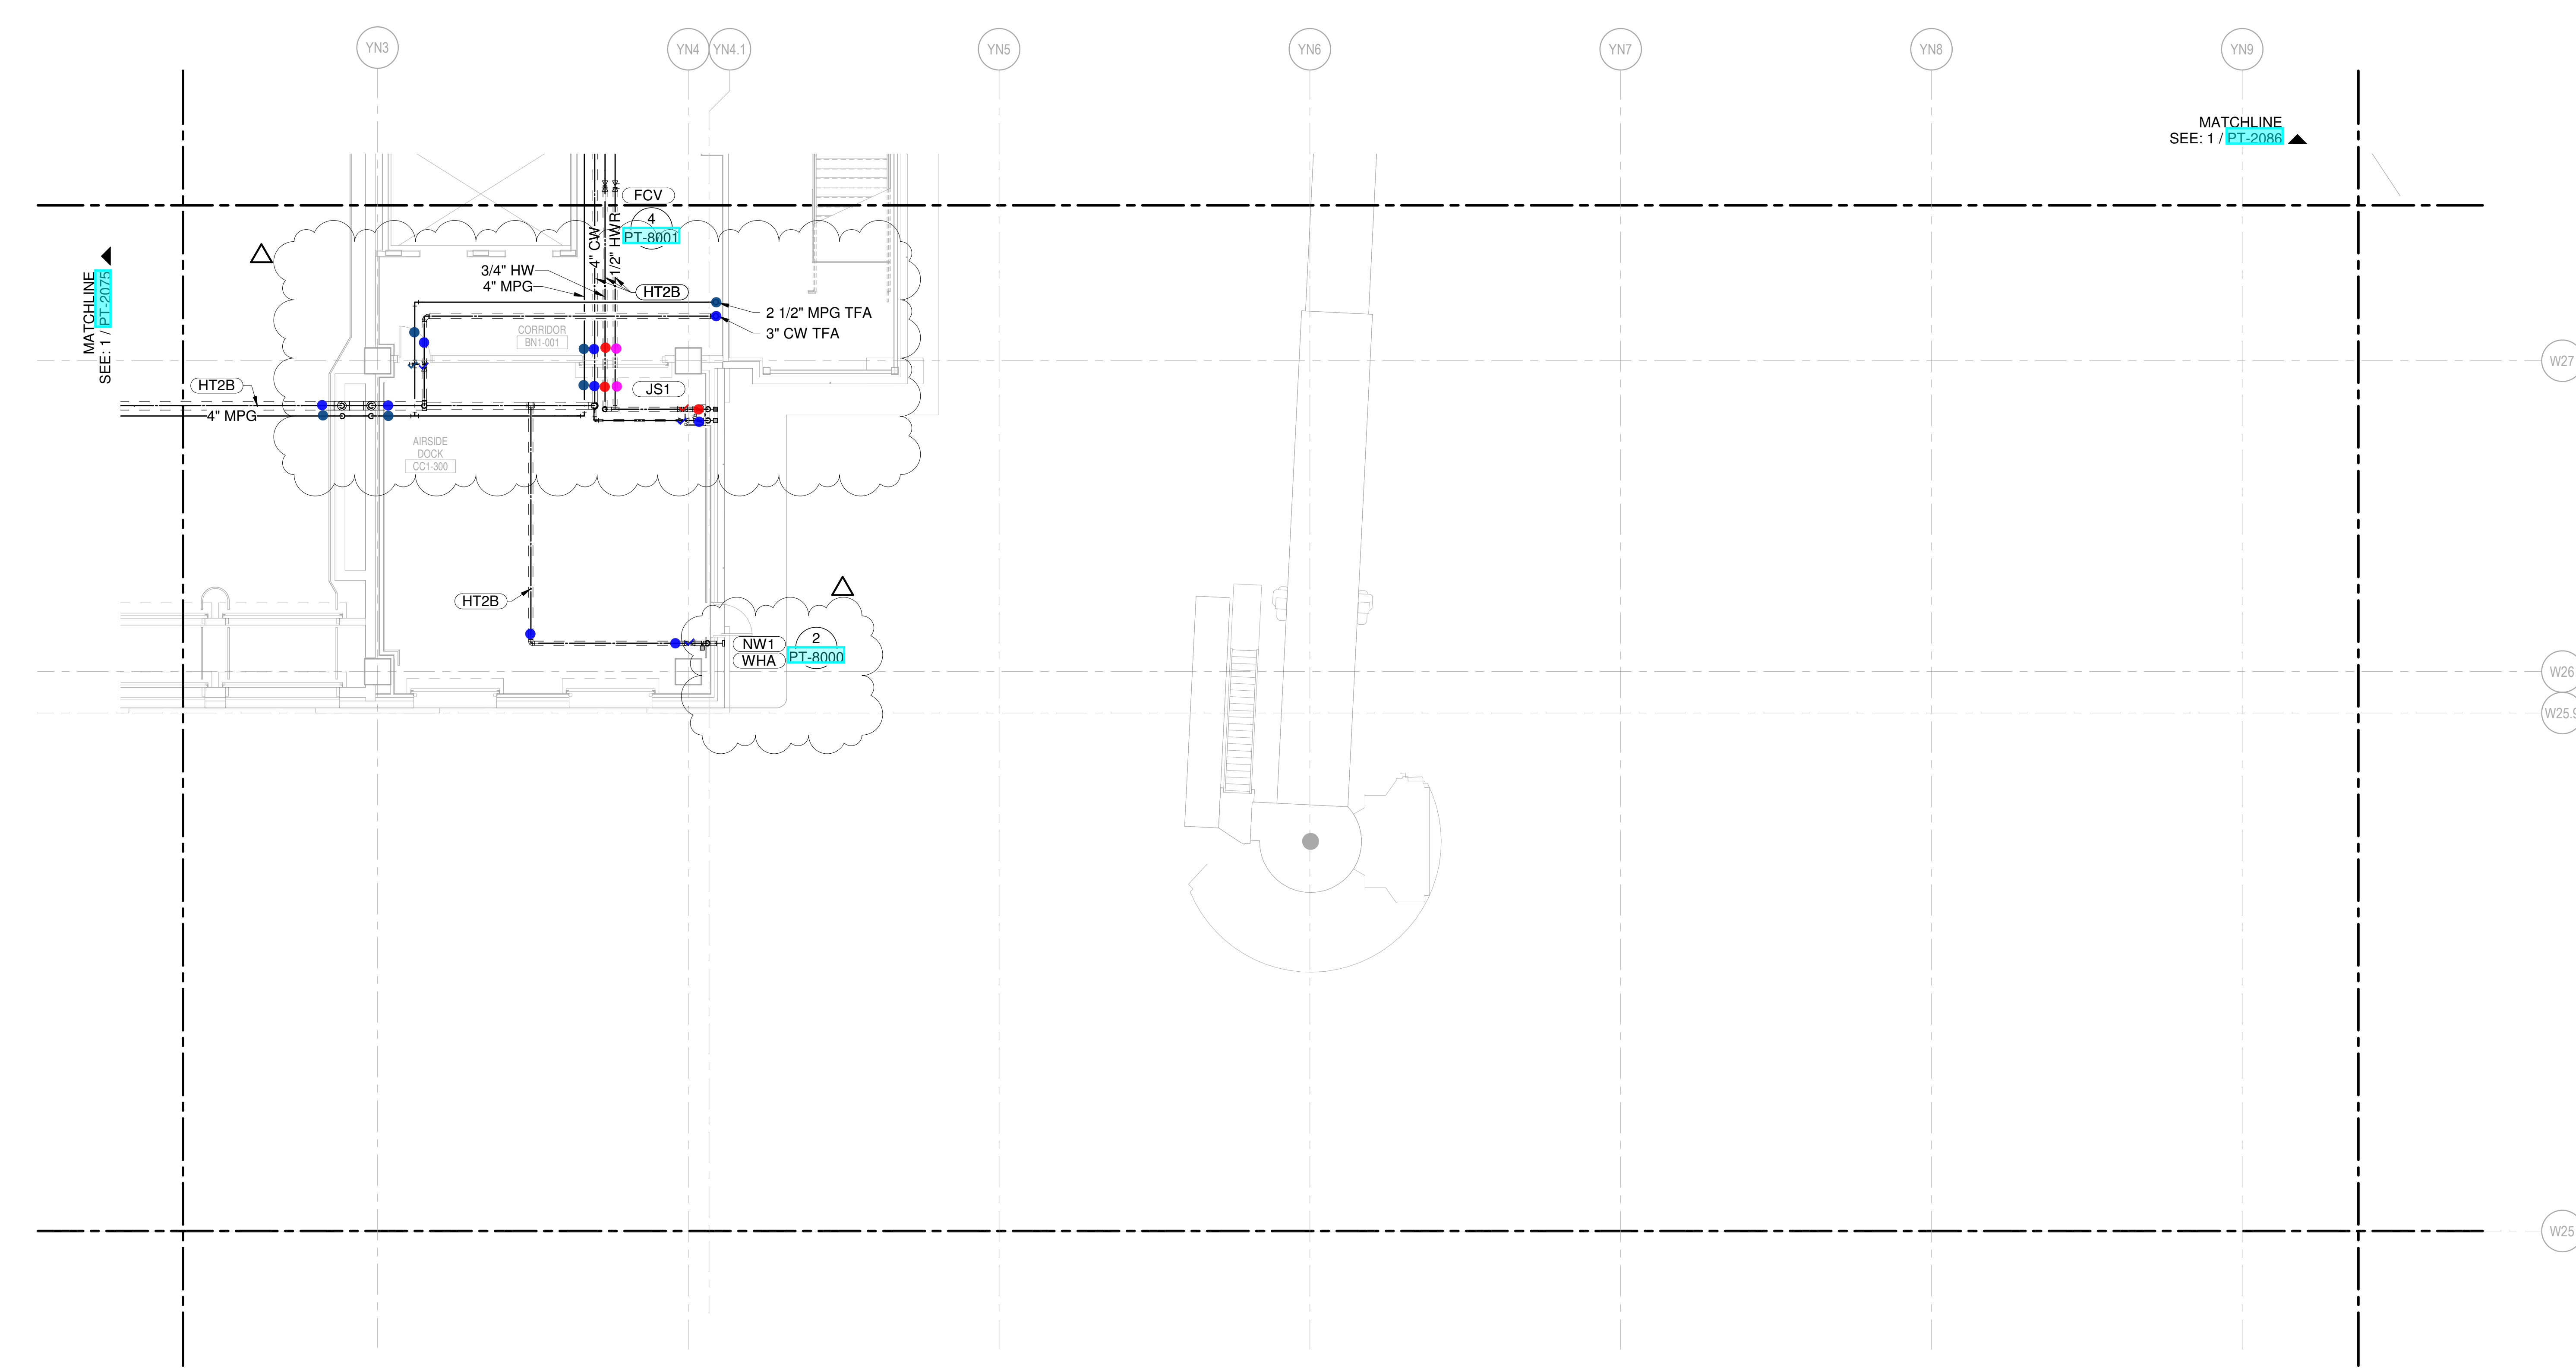 YN3
YN4
YN4.1
YN5
YN6
YN7
YN8
YN9
MATCHLINE
SEE: 1 / PT-2086
MATCHLINE
SEE: 1 / PT-2075
FCV
4
PT-8001
4" CW
1/2" HWR
3/4" HW
4" MPG
HT2B
2 1/2" MPG TFA
3" CW TFA
CORRIDOR
BN1-001
W27
HT2B
JS1
4" MPG
AIRSIDE
DOCK
CC1-300
HT2B
NW1
WHA
2
PT-8000
W26
W25.9
W25